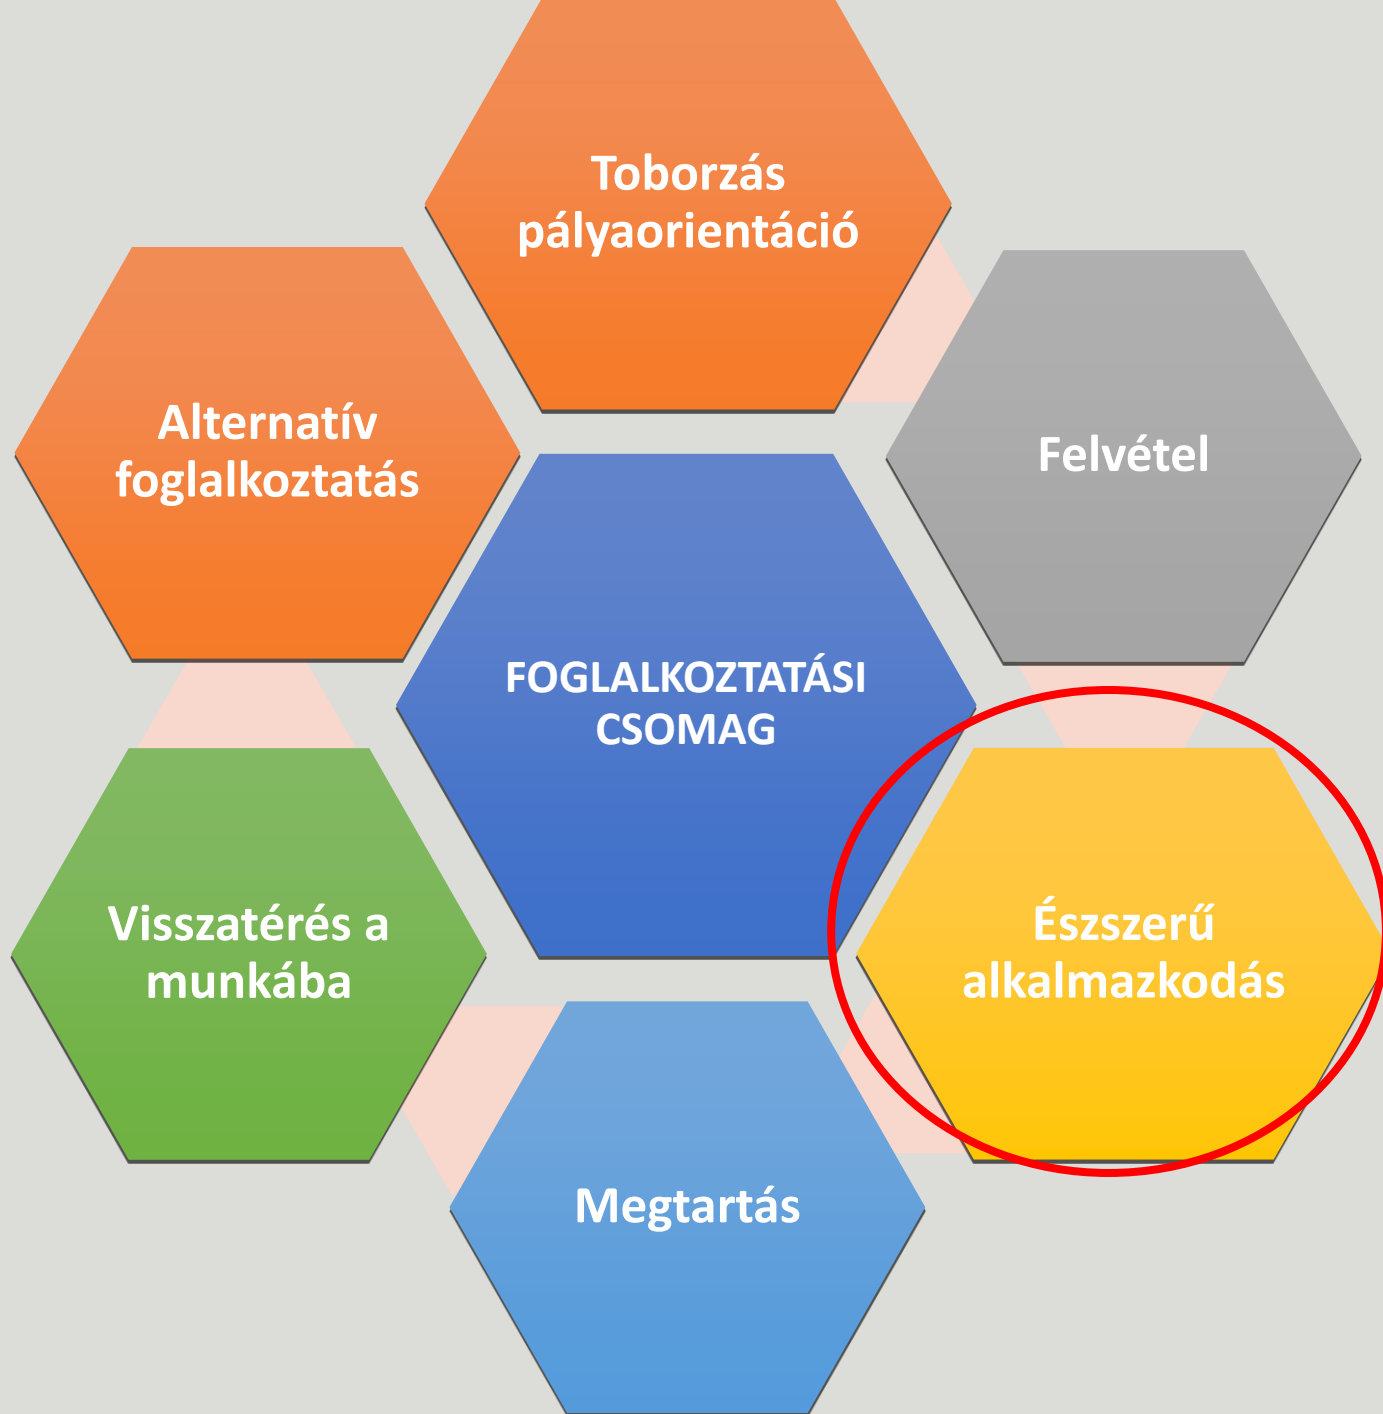 Toborzás
pályaorientáció
Felvétel
Alternatív
foglalkoztatás
FOGLALKOZTATÁSI
CSOMAG
Észszerű
alkalmazkodás
Visszatérés a
munkába
Megtartás